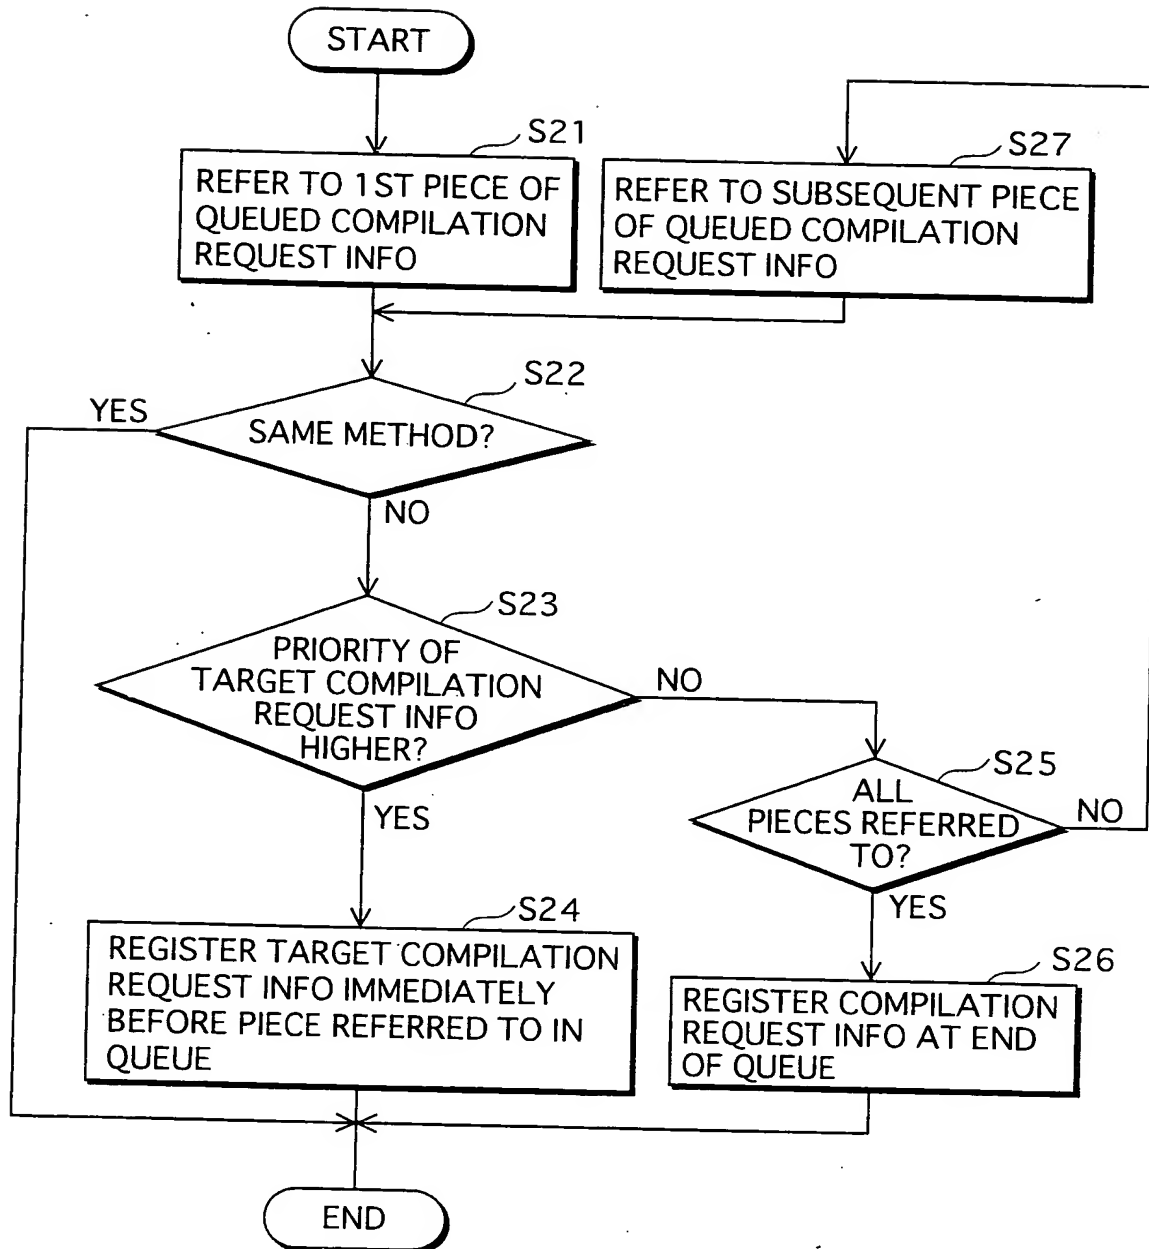 START
S21
REFER TO 1ST PIECE OF
QUEUED COMPILATION
REQUEST INFO
S27
REFER TO SUBSEQUENT PIECE
OF QUEUED COMPILATION
REQUEST INFO
S22
YES
SAME METHOD?
NO
S23
PRIORITY OF
TARGET COMPILATION
REQUEST INFO
HIGHER?
NO
YES
S25
ALL
PIECES REFERRED
TO?
NO
YES
S24
REGISTER TARGET COMPILATION
REQUEST INFO IMMEDIATELY
BEFORE PIECE REFERRED TO IN
QUEUE
S26
REGISTER COMPILATION
REQUEST INFO AT END
OF QUEUE
END